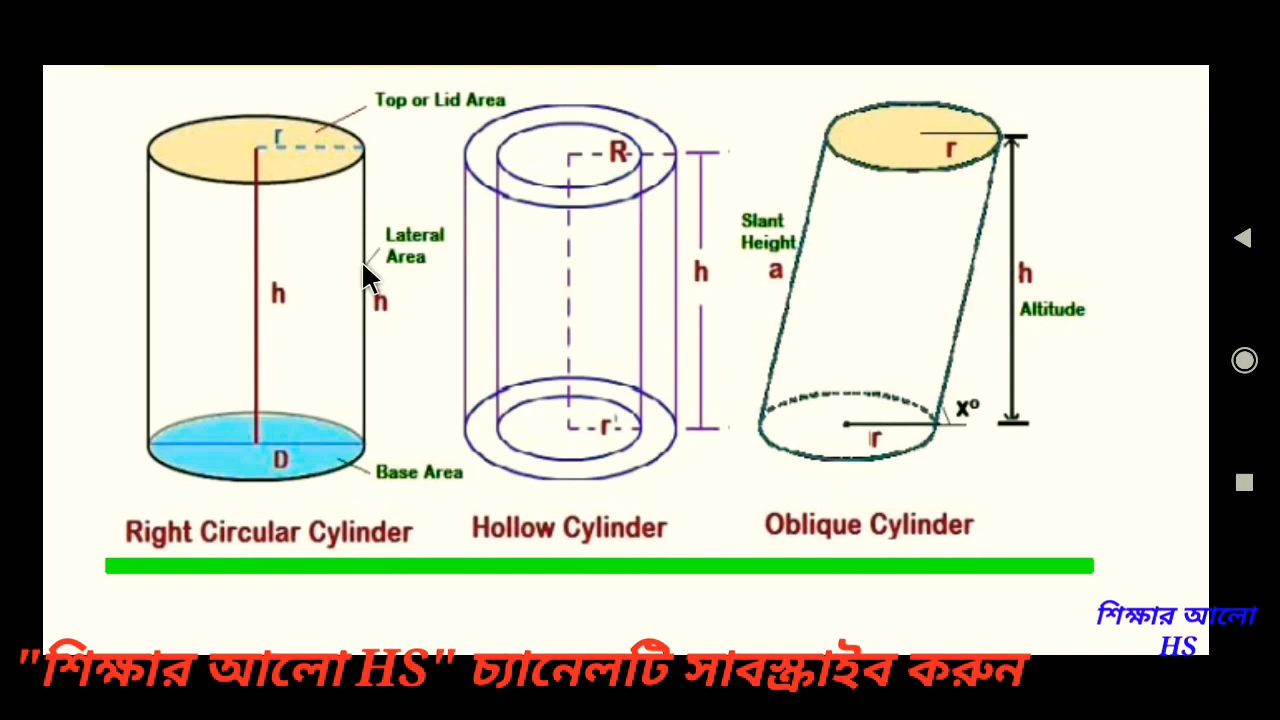 Top or Lid Area
r
h
Lateral
Area
h
D
Base Area
Right Circular Cylinder
R
h
r
Hollow Cylinder
r
Slant
Height
a
h
Altitude
xº
r
Oblique Cylinder
শিক্ষার আলো
HS
"শিক্ষার আলো HS" চ্যানেলটি সাবস্ক্রাইব করুন